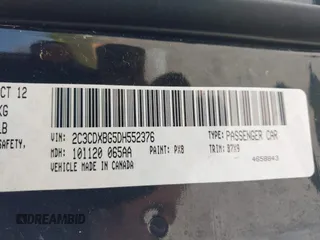 CT 12
KG
LB
SAFETY,
VIN: 2C3CDXBG5DH552376
TYPE: PASSENGER CAR
MDH: 101120 065AA
PAINT: PX8
TRIM: B7X9
VEHICLE MADE IN CANADA
4658043
DREAMBID